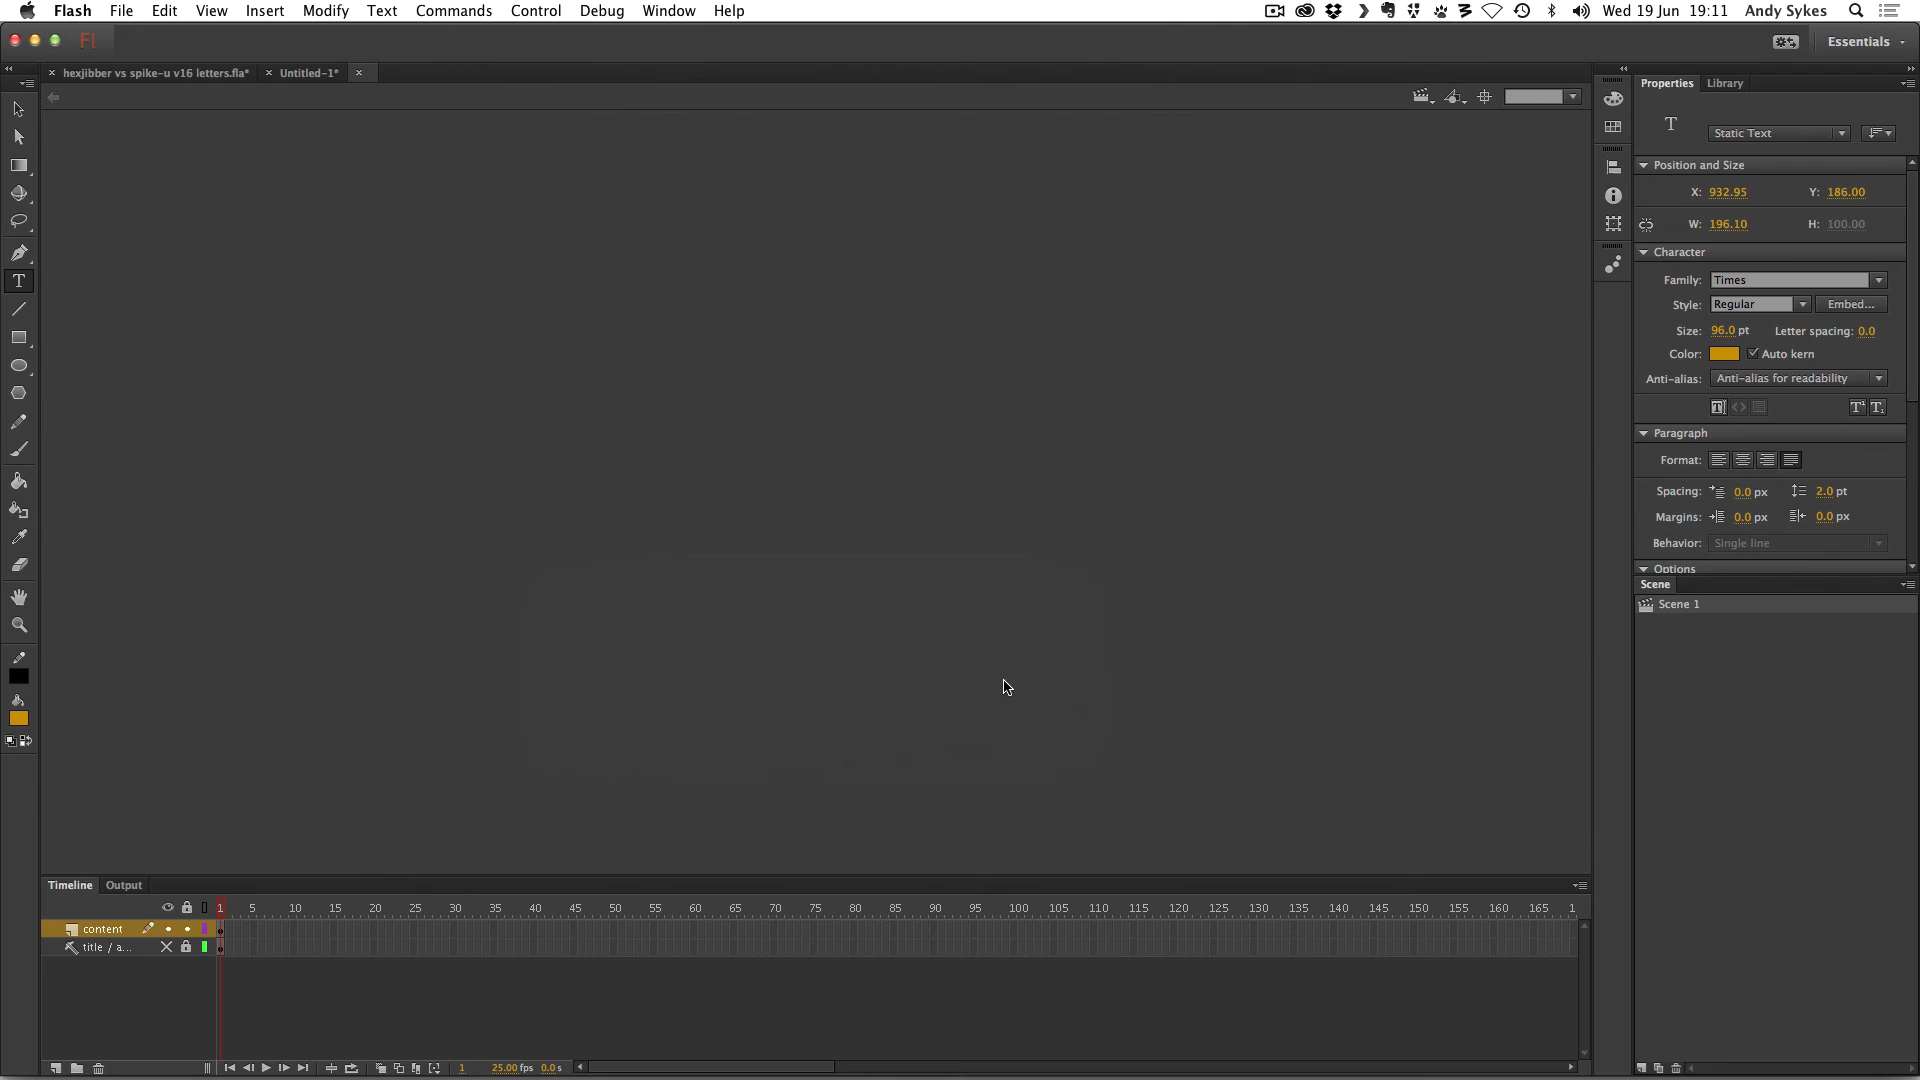 Flash File Edit View Insert Modify Text Commands Control Debug Window Help Wed 19 Jun 19:11 Andy Sykes
Fl Essentials
hexjibber vs spike-u v16 letters.fla* Untitled-1*
Properties Library
T Static Text
Position and Size
X: 932.95 Y: 186.00
W: 196.10 H: 100.00
Character
Family: Times
Style: Regular Embed...
Size: 96.0 pt Letter spacing: 0.0
Color: Auto kern
Anti-alias: Anti-alias for readability
Paragraph
Format:
Spacing: 0.0 px 2.0 pt
Margins: 0.0 px 0.0 px
Behavior: Single line
Options
Scene
Scene 1
Timeline Output
1 5 10 15 20 25 30 35 40 45 50 55 60 65 70 75 80 85 90 95 100 105 110 115 120 125 130 135 140 145 150 155 160 165 1
content
title / a...
1 25.00 fps 0.0 s